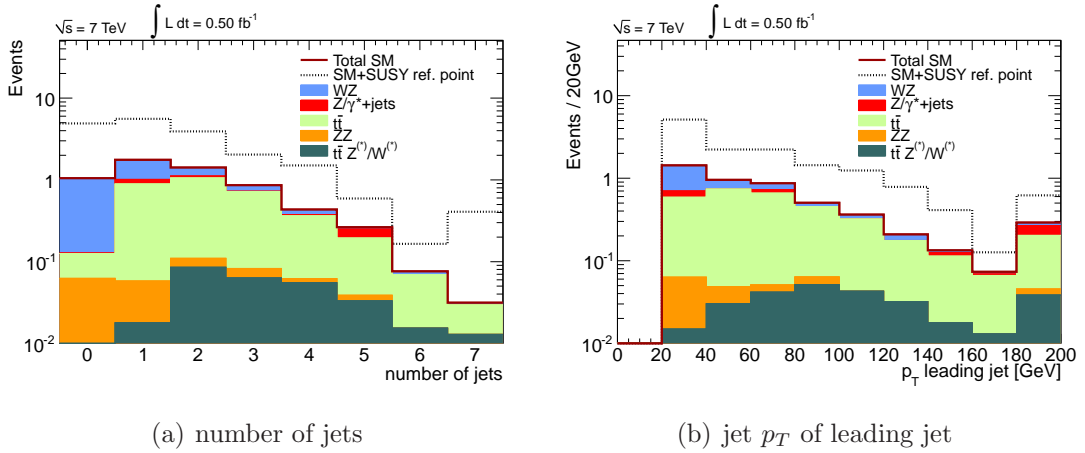 √s = 7 TeV ∫ L dt = 0.50 fb⁻¹
Events
Total SM
SM+SUSY ref. point
WZ
Z/γ*+jets
tt̄
ZZ
tt̄ Z⁽*⁾/W⁽*⁾
10
1
10⁻¹
10⁻²
0 1 2 3 4 5 6 7
number of jets
(a) number of jets
√s = 7 TeV ∫ L dt = 0.50 fb⁻¹
Events / 20GeV
Total SM
SM+SUSY ref. point
WZ
Z/γ*+jets
tt̄
ZZ
tt̄ Z⁽*⁾/W⁽*⁾
10
1
10⁻¹
10⁻²
0 20 40 60 80 100 120 140 160 180 200
p_T leading jet [GeV]
(b) jet p_T of leading jet